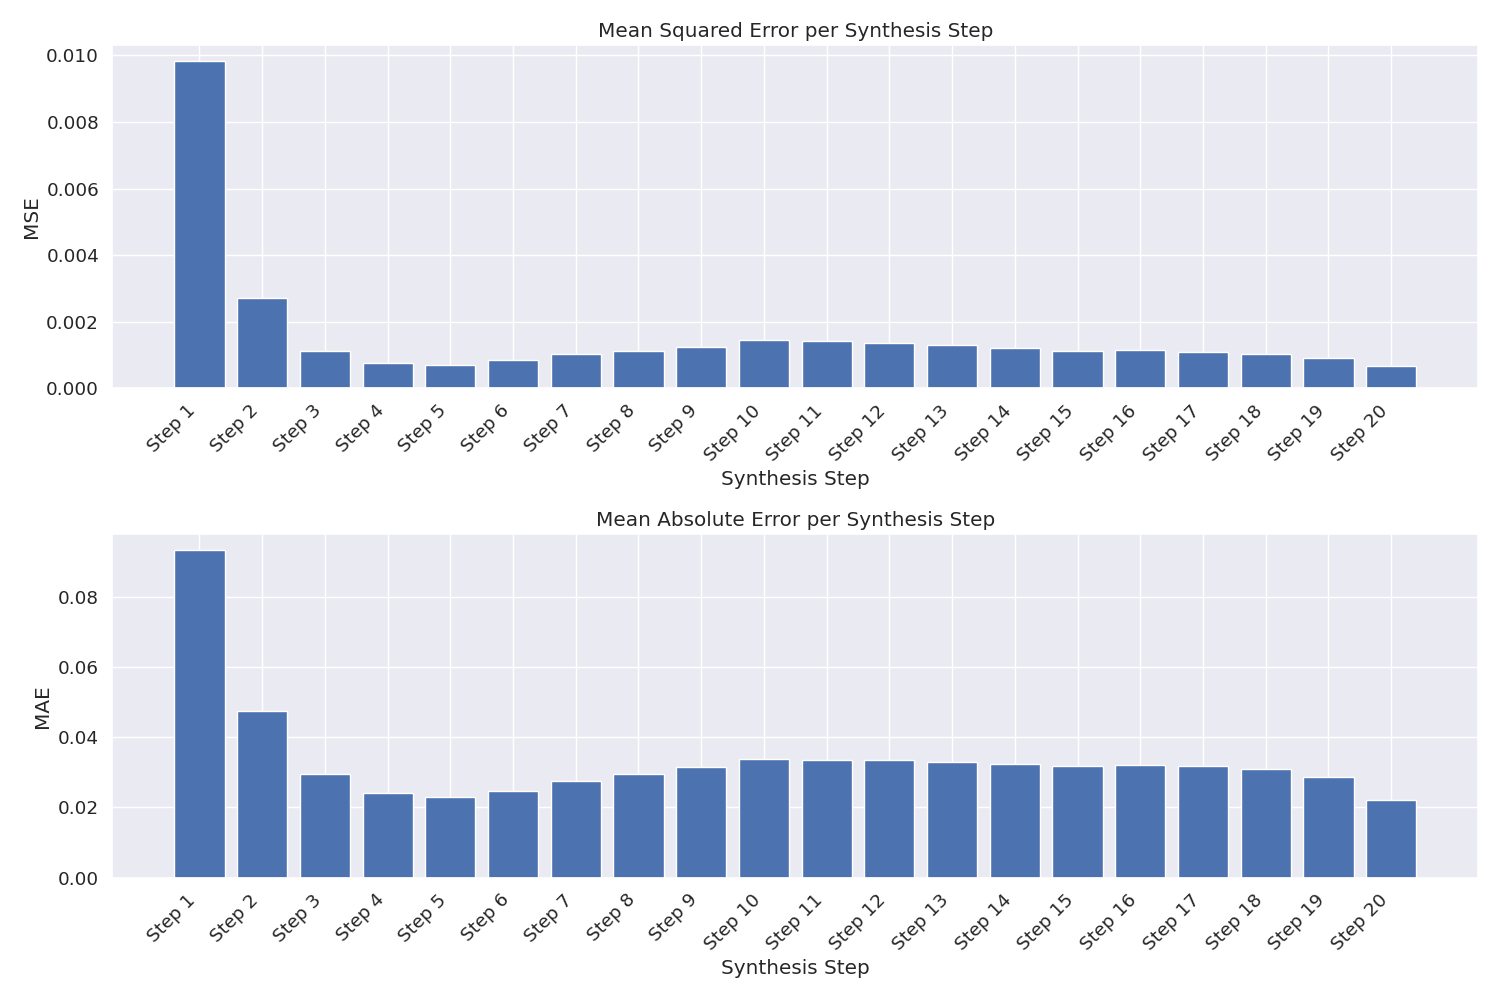 Mean Squared Error per Synthesis Step
0.010
0.008
0.006
0.004
0.002
0.000
MSE
Step 1
Step 2
Step 3
Step 4
Step 5
Step 6
Step 7
Step 8
Step 9
Step 10
Step 11
Step 12
Step 13
Step 14
Step 15
Step 16
Step 17
Step 18
Step 19
Step 20
Synthesis Step
Mean Absolute Error per Synthesis Step
0.08
0.06
0.04
0.02
0.00
MAE
Step 1
Step 2
Step 3
Step 4
Step 5
Step 6
Step 7
Step 8
Step 9
Step 10
Step 11
Step 12
Step 13
Step 14
Step 15
Step 16
Step 17
Step 18
Step 19
Step 20
Synthesis Step